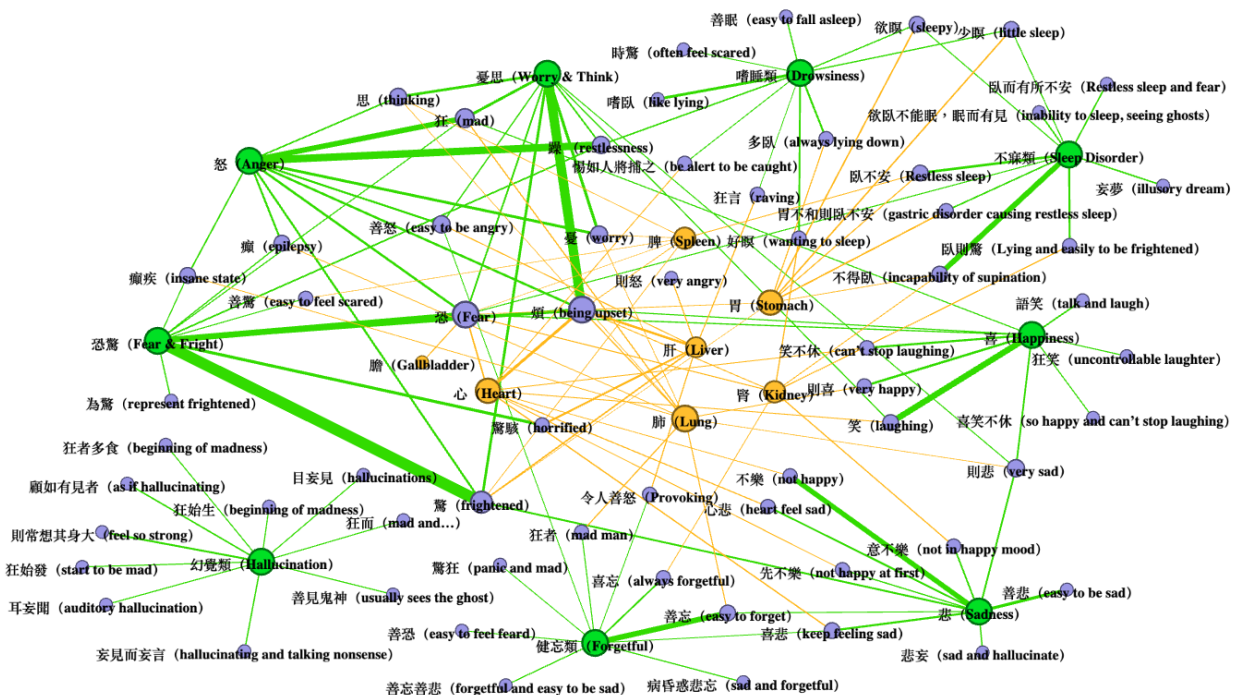 善眠（easy to fall asleep）
欲瞑（sleepy）
少瞑（little sleep）
時驚（often feel scared）
嗜睡類（Drowsiness）
憂思（Worry & Think）
臥而有所不安（Restless sleep and fear）
思（thinking）
嗜臥（like lying）
狂（mad）
欲臥不能眠，眠而有見（inability to sleep, seeing ghosts）
躁（restlessness）
多臥（always lying down）
怒（Anger）
不寐類（Sleep Disorder）
惕如人將捕之（be alert to be caught）
臥不安（Restless sleep）
妄夢（illusory dream）
狂言（raving）
胃不和則臥不安（gastric disorder causing restless sleep）
善怒（easy to be angry）
憂（worry）
脾（Spleen）
好瞑（wanting to sleep）
癲（epilepsy）
臥則驚（Lying and easily to be frightened）
癲疾（insane state）
則怒（very angry）
不得臥（incapability of supination）
善驚（easy to feel scared）
胃（Stomach）
語笑（talk and laugh）
恐（Fear）
煩（being upset）
恐驚（Fear & Fright）
喜（Happiness）
肝（Liver）
笑不休（can't stop laughing）
狂笑（uncontrollable laughter）
膽（Gallbladder）
心（Heart）
腎（Kidney）
則喜（very happy）
為驚（represent frightened）
驚駭（horrified）
肺（Lung）
笑（laughing）
喜笑不休（so happy and can't stop laughing）
狂者多食（beginning of madness）
目妄見（hallucinations）
不樂（not happy）
則悲（very sad）
顧如有見者（as if hallucinating）
驚（frightened）
令人善怒（Provoking）
狂始生（beginning of madness）
心悲（heart feel sad）
狂而（mad and…）
則常想其身大（feel so strong）
狂者（mad man）
意不樂（not in happy mood）
幻覺類（Hallucination）
狂始發（start to be mad）
驚狂（panic and mad）
喜忘（always forgetful）
先不樂（not happy at first）
善見鬼神（usually sees the ghost）
善悲（easy to be sad）
耳妄聞（auditory hallucination）
善忘（easy to forget）
悲（Sadness）
善恐（easy to feel feard）
健忘類（Forgetful）
喜悲（keep feeling sad）
妄見而妄言（hallucinating and talking nonsense）
悲妄（sad and hallucinate）
善忘善悲（forgetful and easy to be sad）
病昏惑悲忘（sad and forgetful）